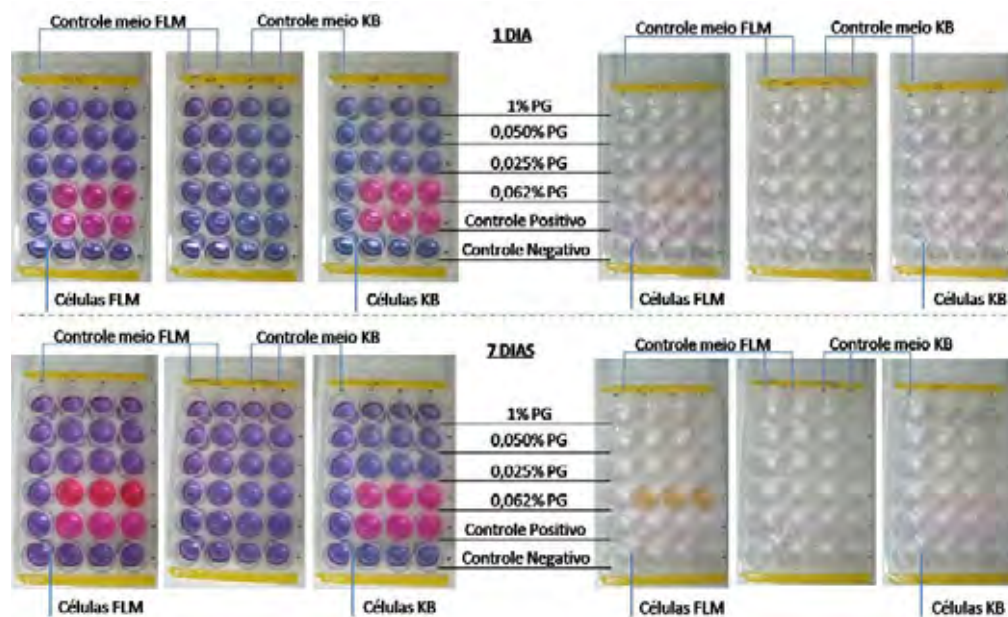 Controle meio FLM
Controle meio KB
1 DIA
Controle meio FLM
Controle meio KB
1% PG
0,050% PG
0,025% PG
0,062% PG
Controle Positivo
Controle Negativo
Células FLM
Células KB
Células FLM
Células KB
Controle meio FLM
Controle meio KB
7 DIAS
Controle meio FLM
Controle meio KB
1% PG
0,050% PG
0,025% PG
0,062% PG
Controle Positivo
Controle Negativo
Células FLM
Células KB
Células FLM
Células KB